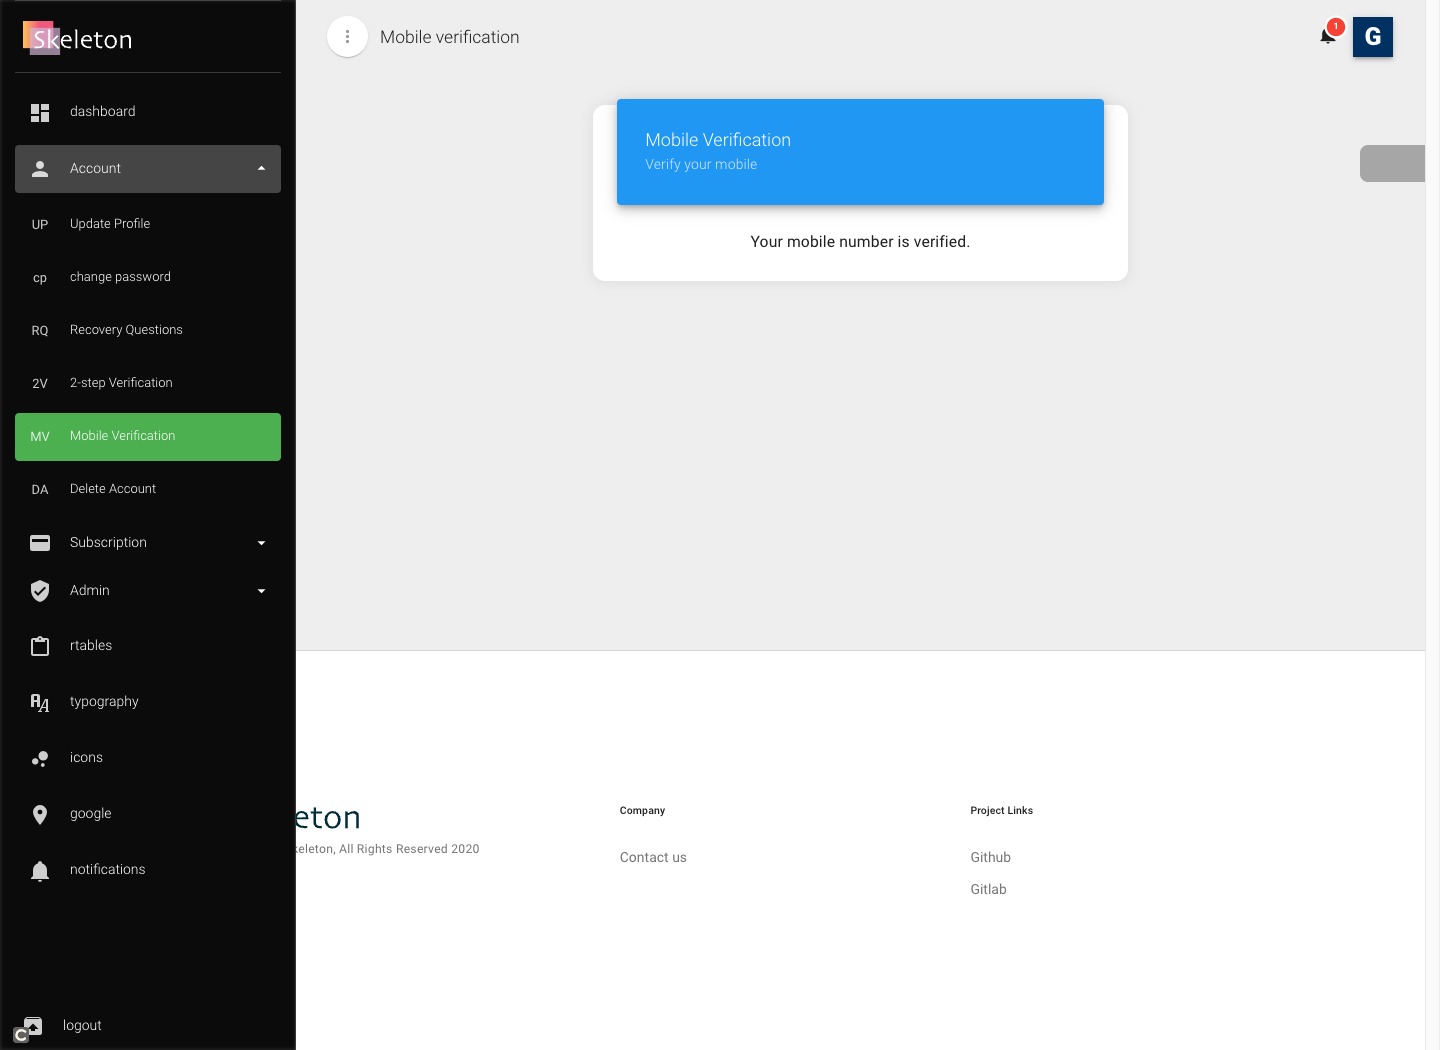 Skeleton
dashboard
Account
UP Update Profile
cp change password
RQ Recovery Questions
2V 2-step Verification
MV Mobile Verification
DA Delete Account
Subscription
Admin
rtables
typography
icons
google
notifications
C logout
Mobile verification
1
G
Mobile Verification
Verify your mobile
Your mobile number is verified.
eton
keleton, All Rights Reserved 2020
Company
Contact us
Project Links
Github
Gitlab